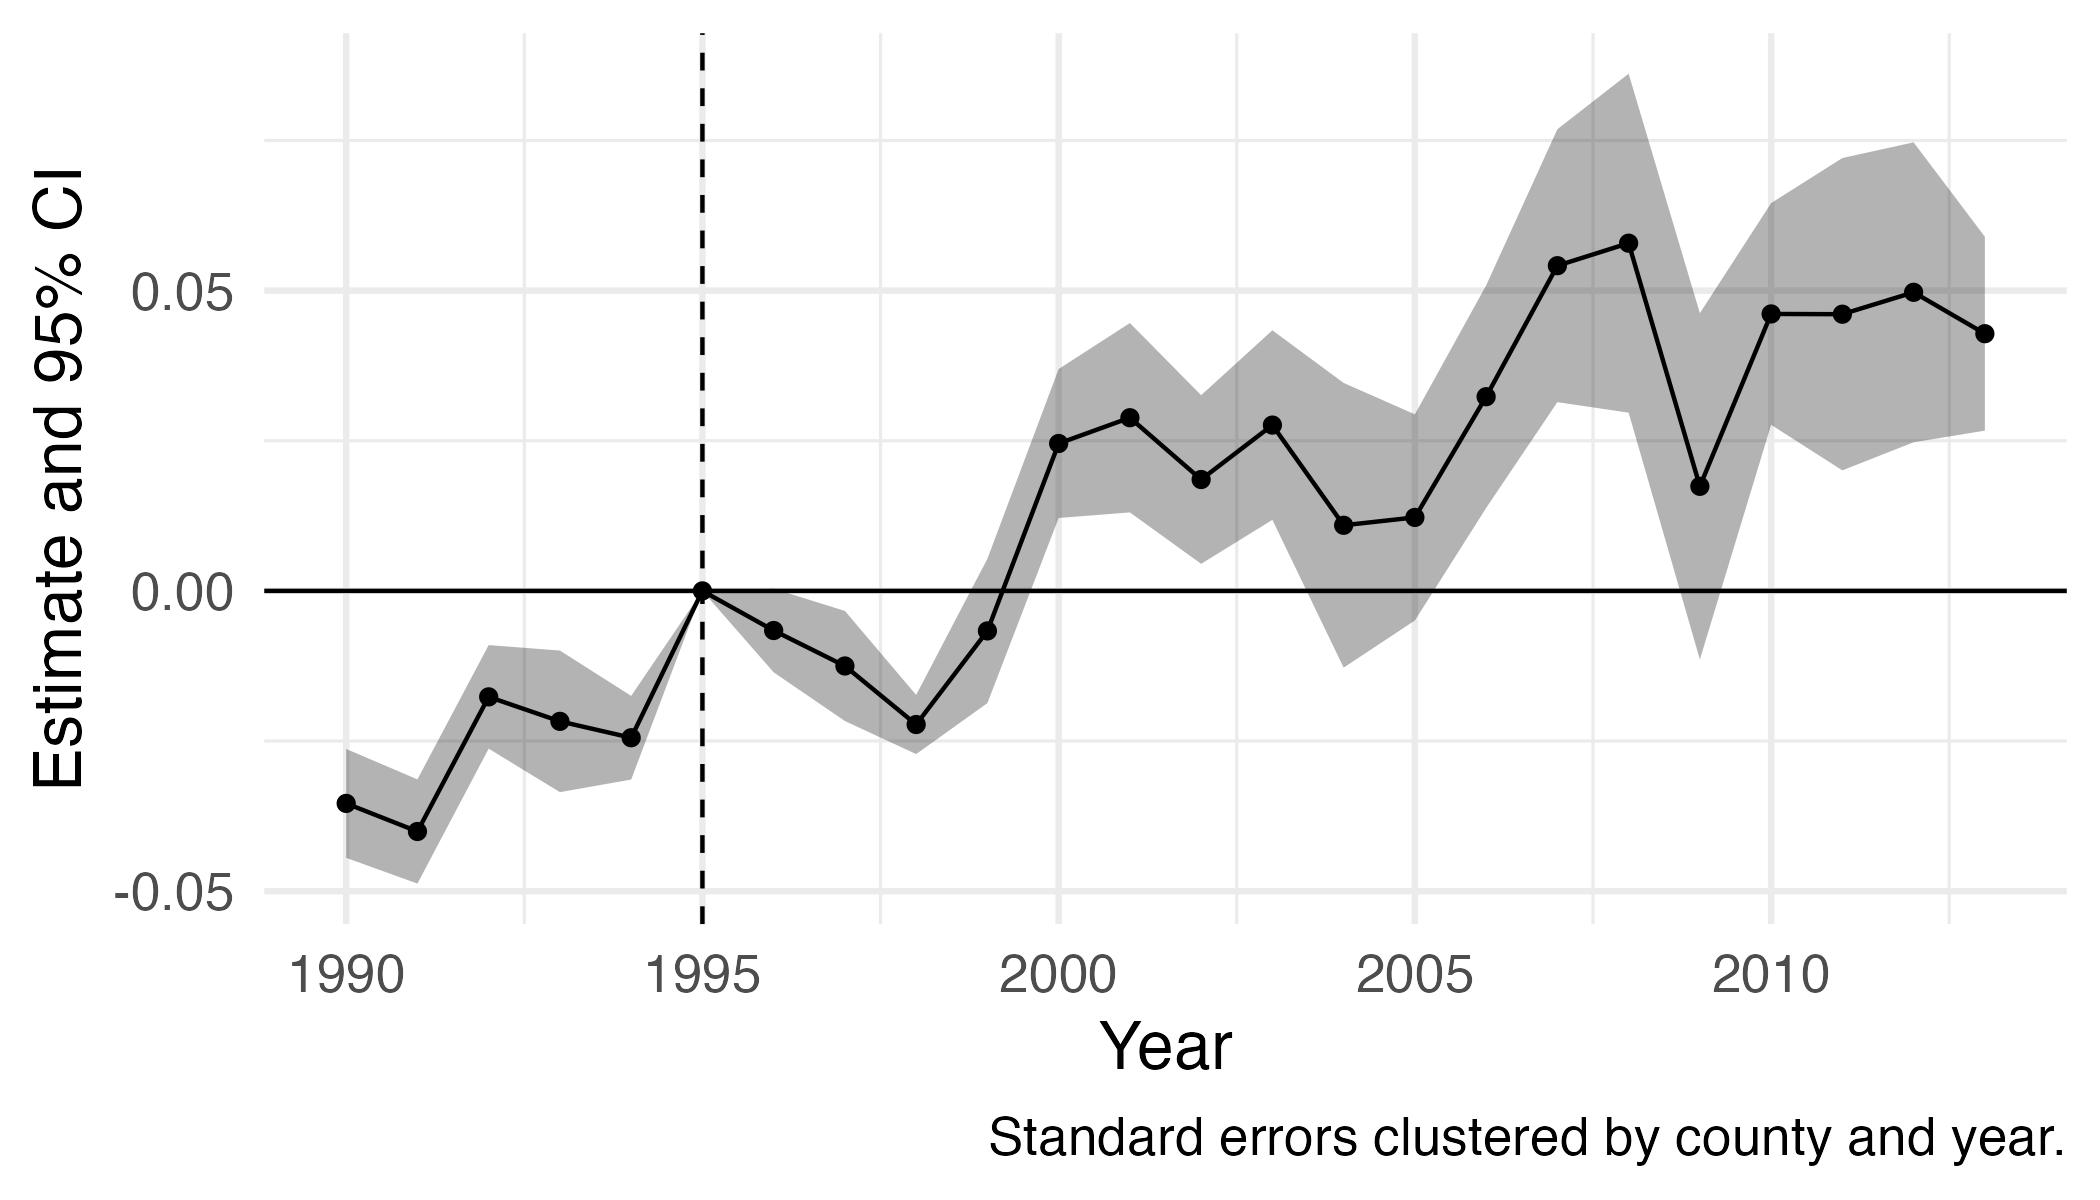 Estimate and 95% CI
0.05
0.00
-0.05
1990 1995 2000 2005 2010
Year
Standard errors clustered by county and year.